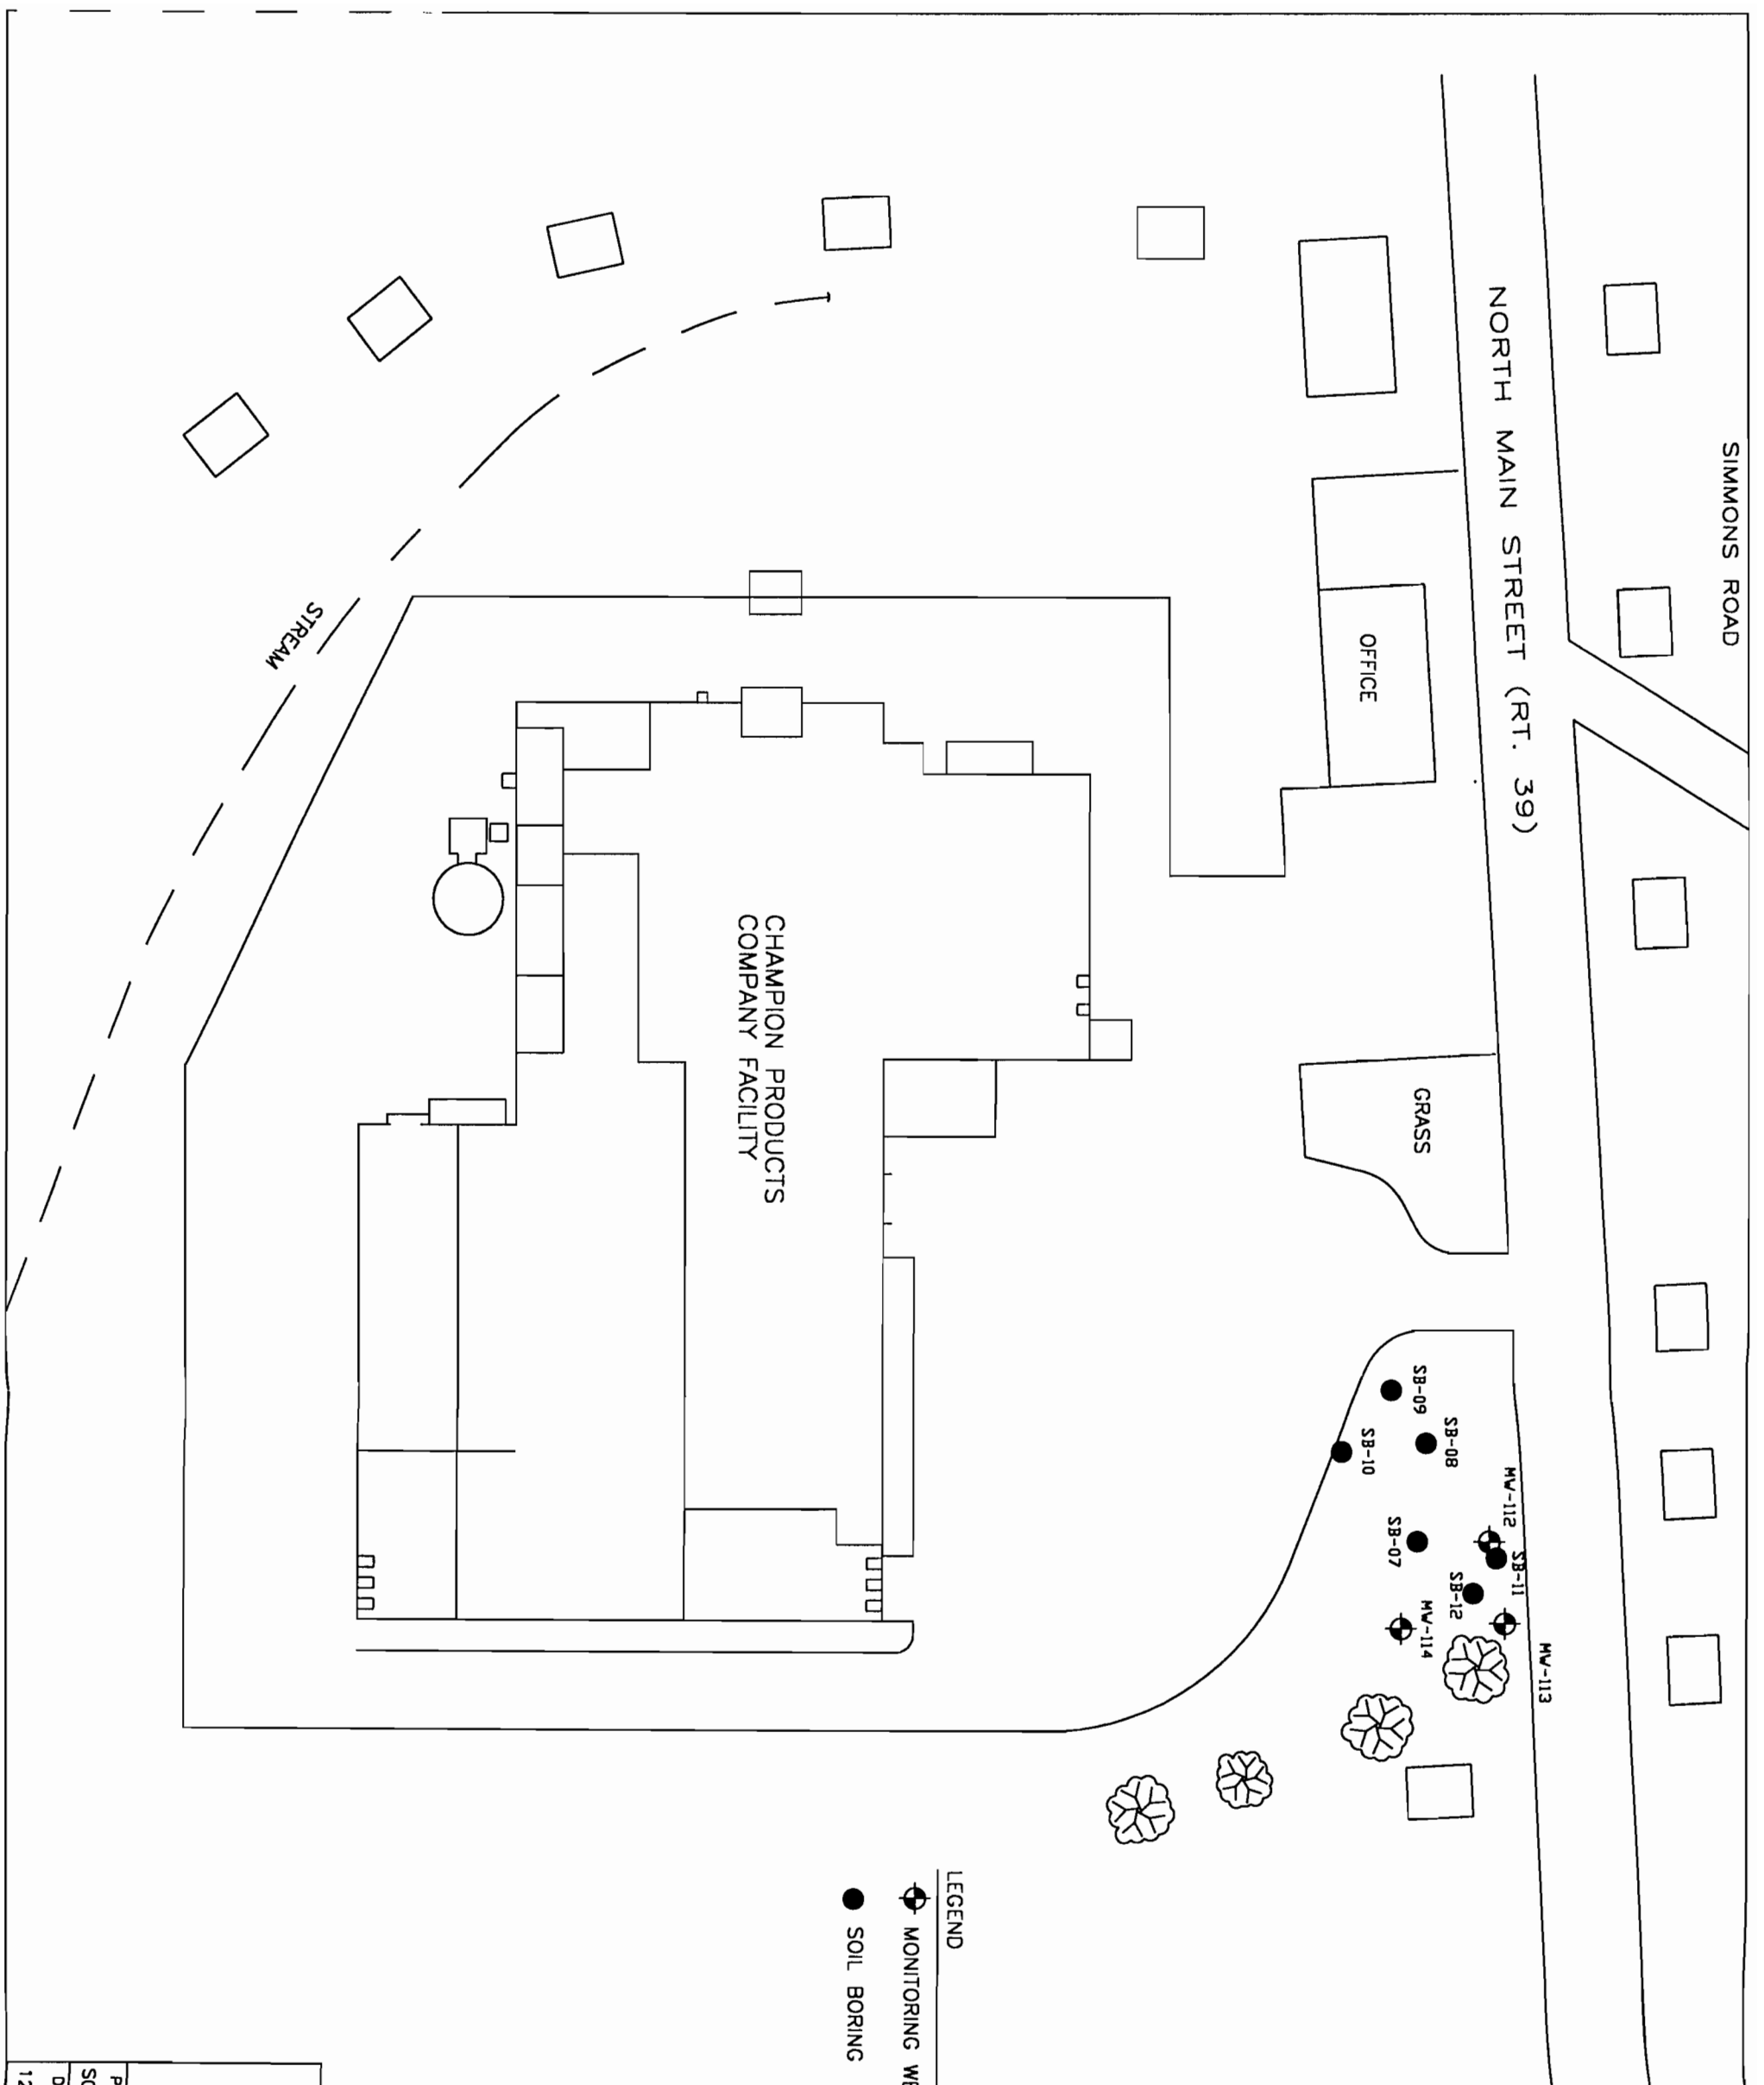 SIMMONS ROAD
NORTH MAIN STREET (RT. 39)
OFFICE
GRASS
STREAM
CHAMPION PRODUCTS
COMPANY FACILITY
SB-09
SB-08
SB-10
MW-112
SB-07
SB-11
SB-12
MW-114
MW-113
LEGEND
MONITORING
SOIL BORING